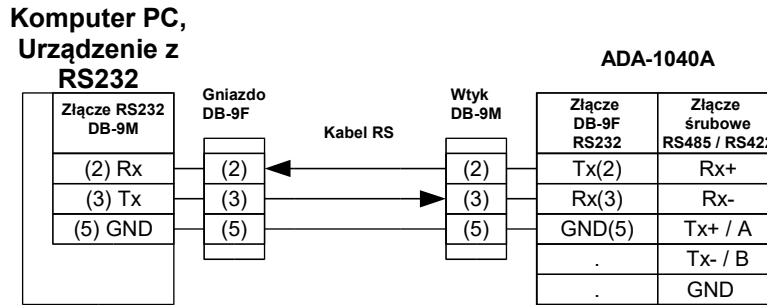 Komputer PC,
Urządzenie z
RS232
ADA-1040A
Złącze RS232
DB-9M
Gniazdo
DB-9F
Kabel RS
Wtyk
DB-9M
Złącze
DB-9F
RS232
Złącze
śrubowe
RS485 / RS422
(2) Rx (2) (2) Tx(2) Rx+
(3) Tx (3) (3) Rx(3) Rx-
(5) GND (5) (5) GND(5) Tx+ / A
. Tx- / B
. GND